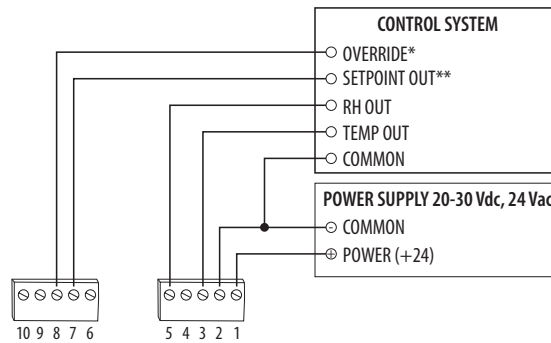 CONTROL SYSTEM
OVERRIDE*
SETPOINT OUT**
RH OUT
TEMP OUT
COMMON
POWER SUPPLY 20-30 Vdc, 24 Vac
- COMMON
+ POWER (+24)
10 9 8 7 6 5 4 3 2 1